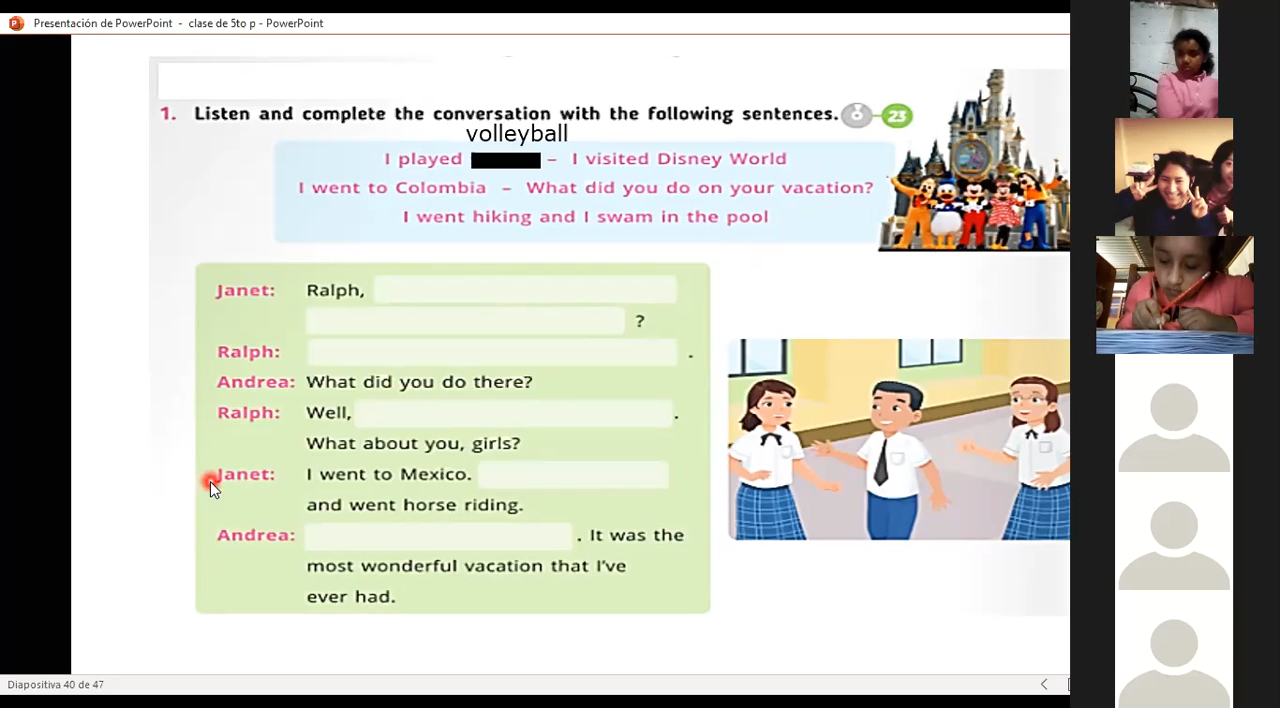 Presentación de PowerPoint - clase de 5to p - PowerPoint
1. Listen and complete the conversation with the following sentences. 23
volleyball
I played – I visited Disney World
I went to Colombia – What did you do on your vacation?
I went hiking and I swam in the pool
Janet: Ralph,
?
Ralph: .
Andrea: What did you do there?
Ralph: Well, .
What about you, girls?
Janet: I went to Mexico.
and went horse riding.
Andrea: . It was the
most wonderful vacation that I've
ever had.
Diapositiva 40 de 47